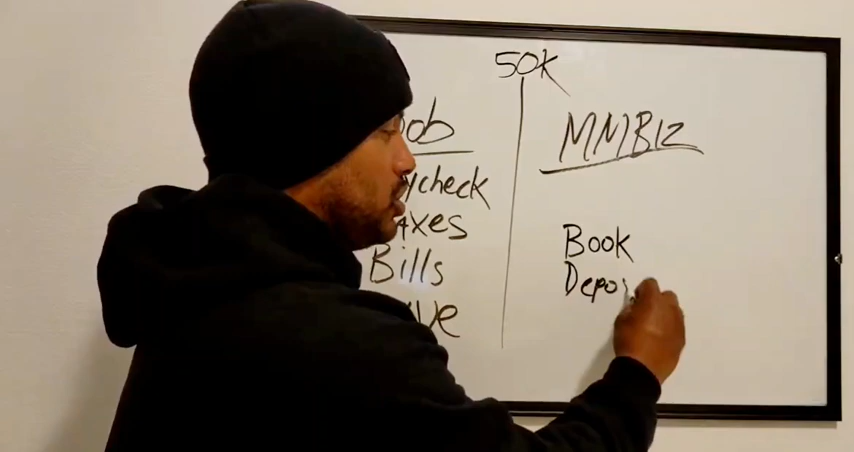 50K
ob
ycheck
axes
Bills
ve
MMBIZ
Book
Depo